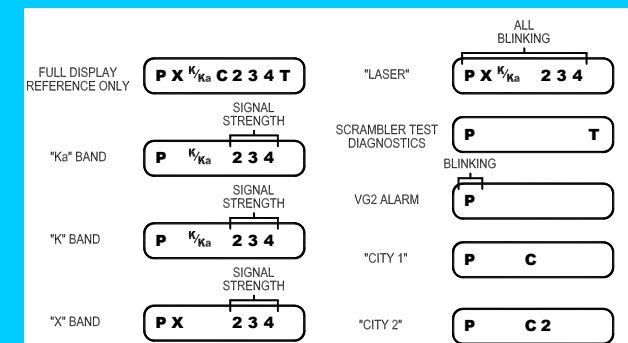 FULL DISPLAY
REFERENCE ONLY
P X K/Ka C 2 3 4 T
SIGNAL
STRENGTH
"Ka" BAND
P K/Ka 2 3 4
SIGNAL
STRENGTH
"K" BAND
P K/Ka 2 3 4
SIGNAL
STRENGTH
"X" BAND
P X 2 3 4
ALL
BLINKING
"LASER"
P X K/Ka 2 3 4
SCRAMBLER TEST
DIAGNOSTICS
P T
BLINKING
VG2 ALARM
P
"CITY 1"
P C
"CITY 2"
P C 2